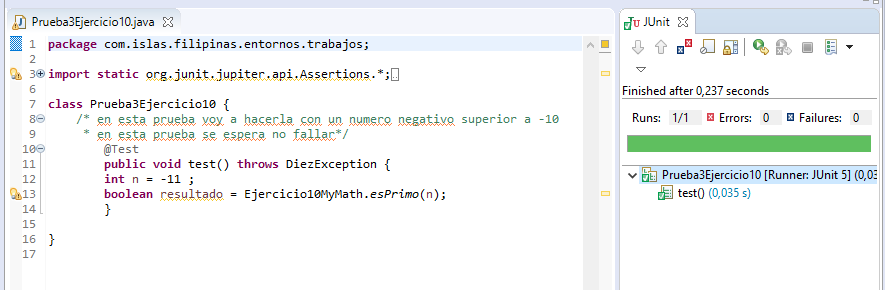 Prueba3Ejercicio10.java
1 package com.islas.filipinas.entornos.trabajos;
2
3 import static org.junit.jupiter.api.Assertions.*;
6
7 class Prueba3Ejercicio10 {
8 /* en esta prueba voy a hacerla con un numero negativo superior a -10
9 * en esta prueba se espera no fallar*/
10 @Test
11 public void test() throws DiezException {
12 int n = -11 ;
13 boolean resultado = Ejercicio10MyMath.esPrimo(n);
14 }
15
16 }
17
JUnit
Finished after 0,237 seconds
Runs: 1/1 Errors: 0 Failures: 0
Prueba3Ejercicio10 [Runner: JUnit 5] (0,03
test() (0,035 s)